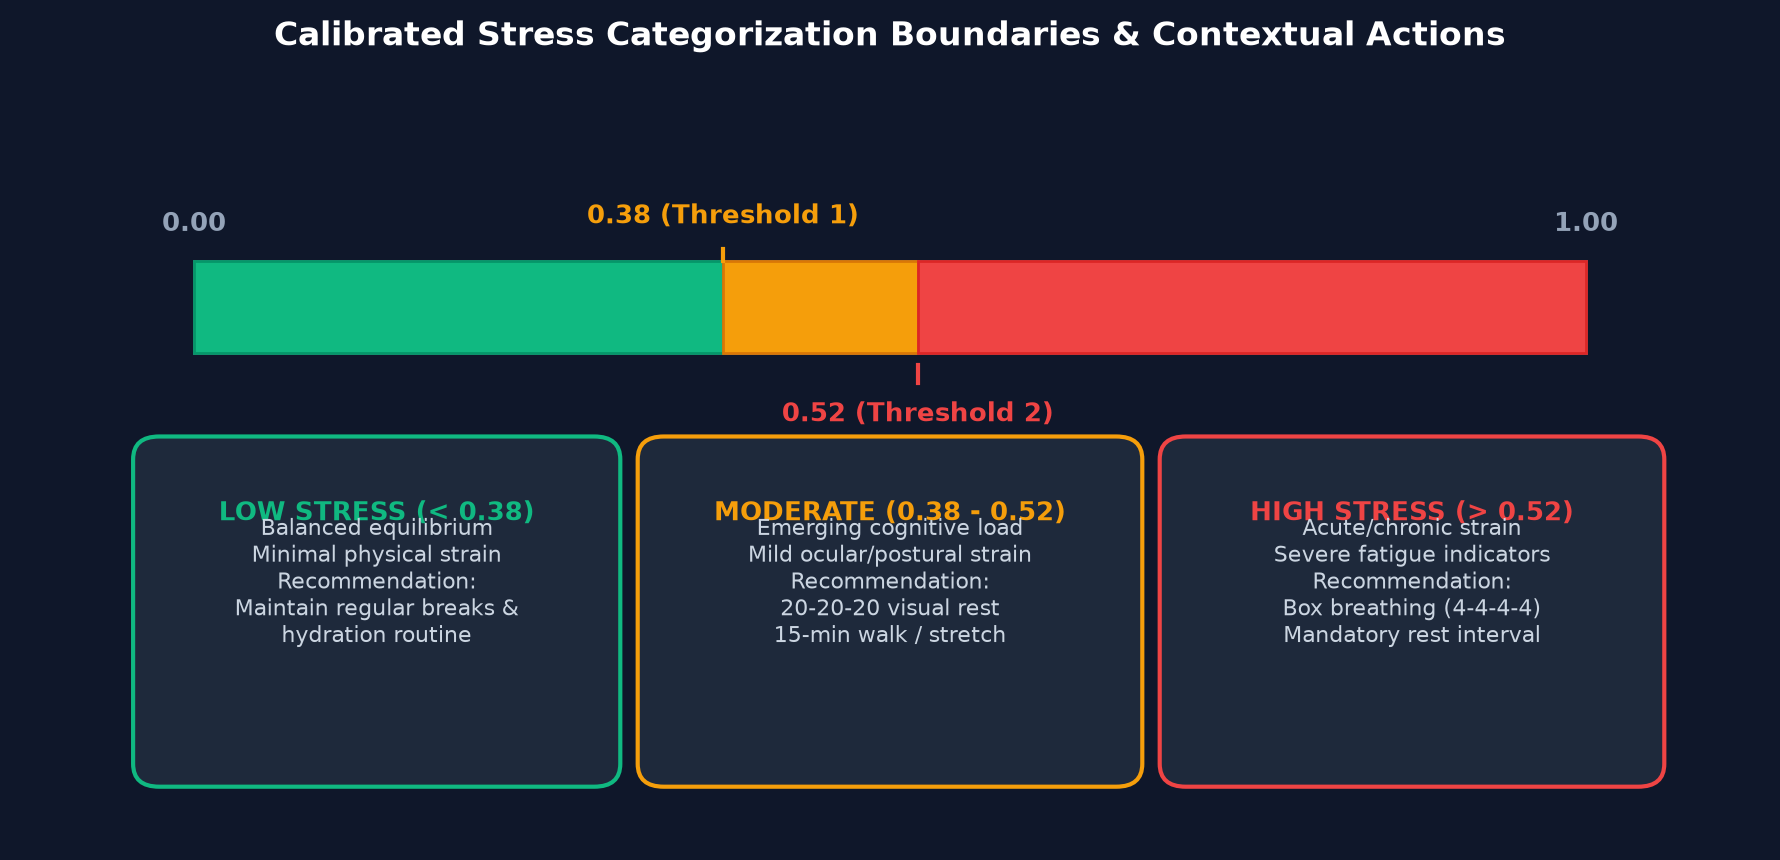 Calibrated Stress Categorization Boundaries & Contextual Actions
0.00
0.38 (Threshold 1)
1.00
0.52 (Threshold 2)
LOW STRESS (< 0.38)
Balanced equilibrium
Minimal physical strain
Recommendation:
Maintain regular breaks &
hydration routine
MODERATE (0.38 - 0.52)
Emerging cognitive load
Mild ocular/postural strain
Recommendation:
20-20-20 visual rest
15-min walk / stretch
HIGH STRESS (> 0.52)
Acute/chronic strain
Severe fatigue indicators
Recommendation:
Box breathing (4-4-4-4)
Mandatory rest interval